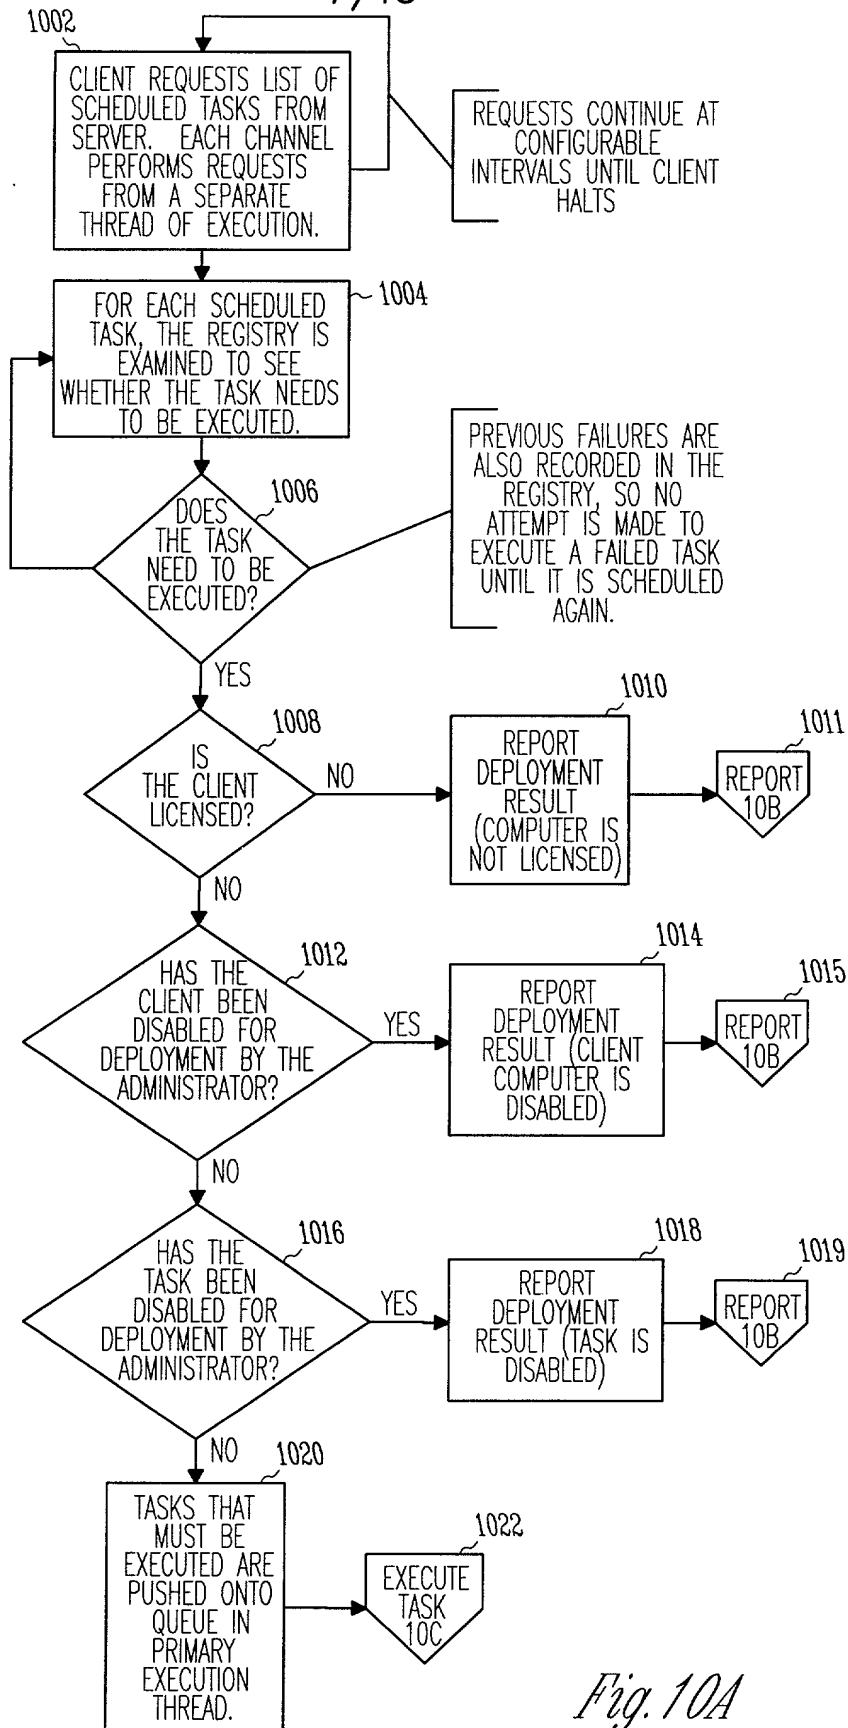 1002
CLIENT REQUESTS LIST OF
SCHEDULED TASKS FROM
SERVER. EACH CHANNEL
PERFORMS REQUESTS
FROM A SEPARATE
THREAD OF EXECUTION.
REQUESTS CONTINUE AT
CONFIGURABLE
INTERVALS UNTIL CLIENT
HALTS
1004
FOR EACH SCHEDULED
TASK, THE REGISTRY IS
EXAMINED TO SEE
WHETHER THE TASK NEEDS
TO BE EXECUTED.
PREVIOUS FAILURES ARE
ALSO RECORDED IN THE
REGISTRY, SO NO
ATTEMPT IS MADE TO
EXECUTE A FAILED TASK
UNTIL IT IS SCHEDULED
AGAIN.
1006
DOES
THE TASK
NEED TO BE
EXECUTED?
YES
1008
IS
THE CLIENT
LICENSED?
NO
1010
REPORT
DEPLOYMENT
RESULT
(COMPUTER IS
NOT LICENSED)
1011
REPORT
10B
NO
1012
HAS THE
CLIENT BEEN
DISABLED FOR
DEPLOYMENT BY THE
ADMINISTRATOR?
YES
1014
REPORT
DEPLOYMENT
RESULT (CLIENT
COMPUTER IS
DISABLED)
1015
REPORT
10B
NO
1016
HAS THE
TASK BEEN
DISABLED FOR
DEPLOYMENT BY THE
ADMINISTRATOR?
YES
1018
REPORT
DEPLOYMENT
RESULT (TASK IS
DISABLED)
1019
REPORT
10B
NO
1020
TASKS THAT
MUST BE
EXECUTED ARE
PUSHED ONTO
QUEUE IN
PRIMARY
EXECUTION
THREAD.
1022
EXECUTE
TASK
10C
Fig. 10A